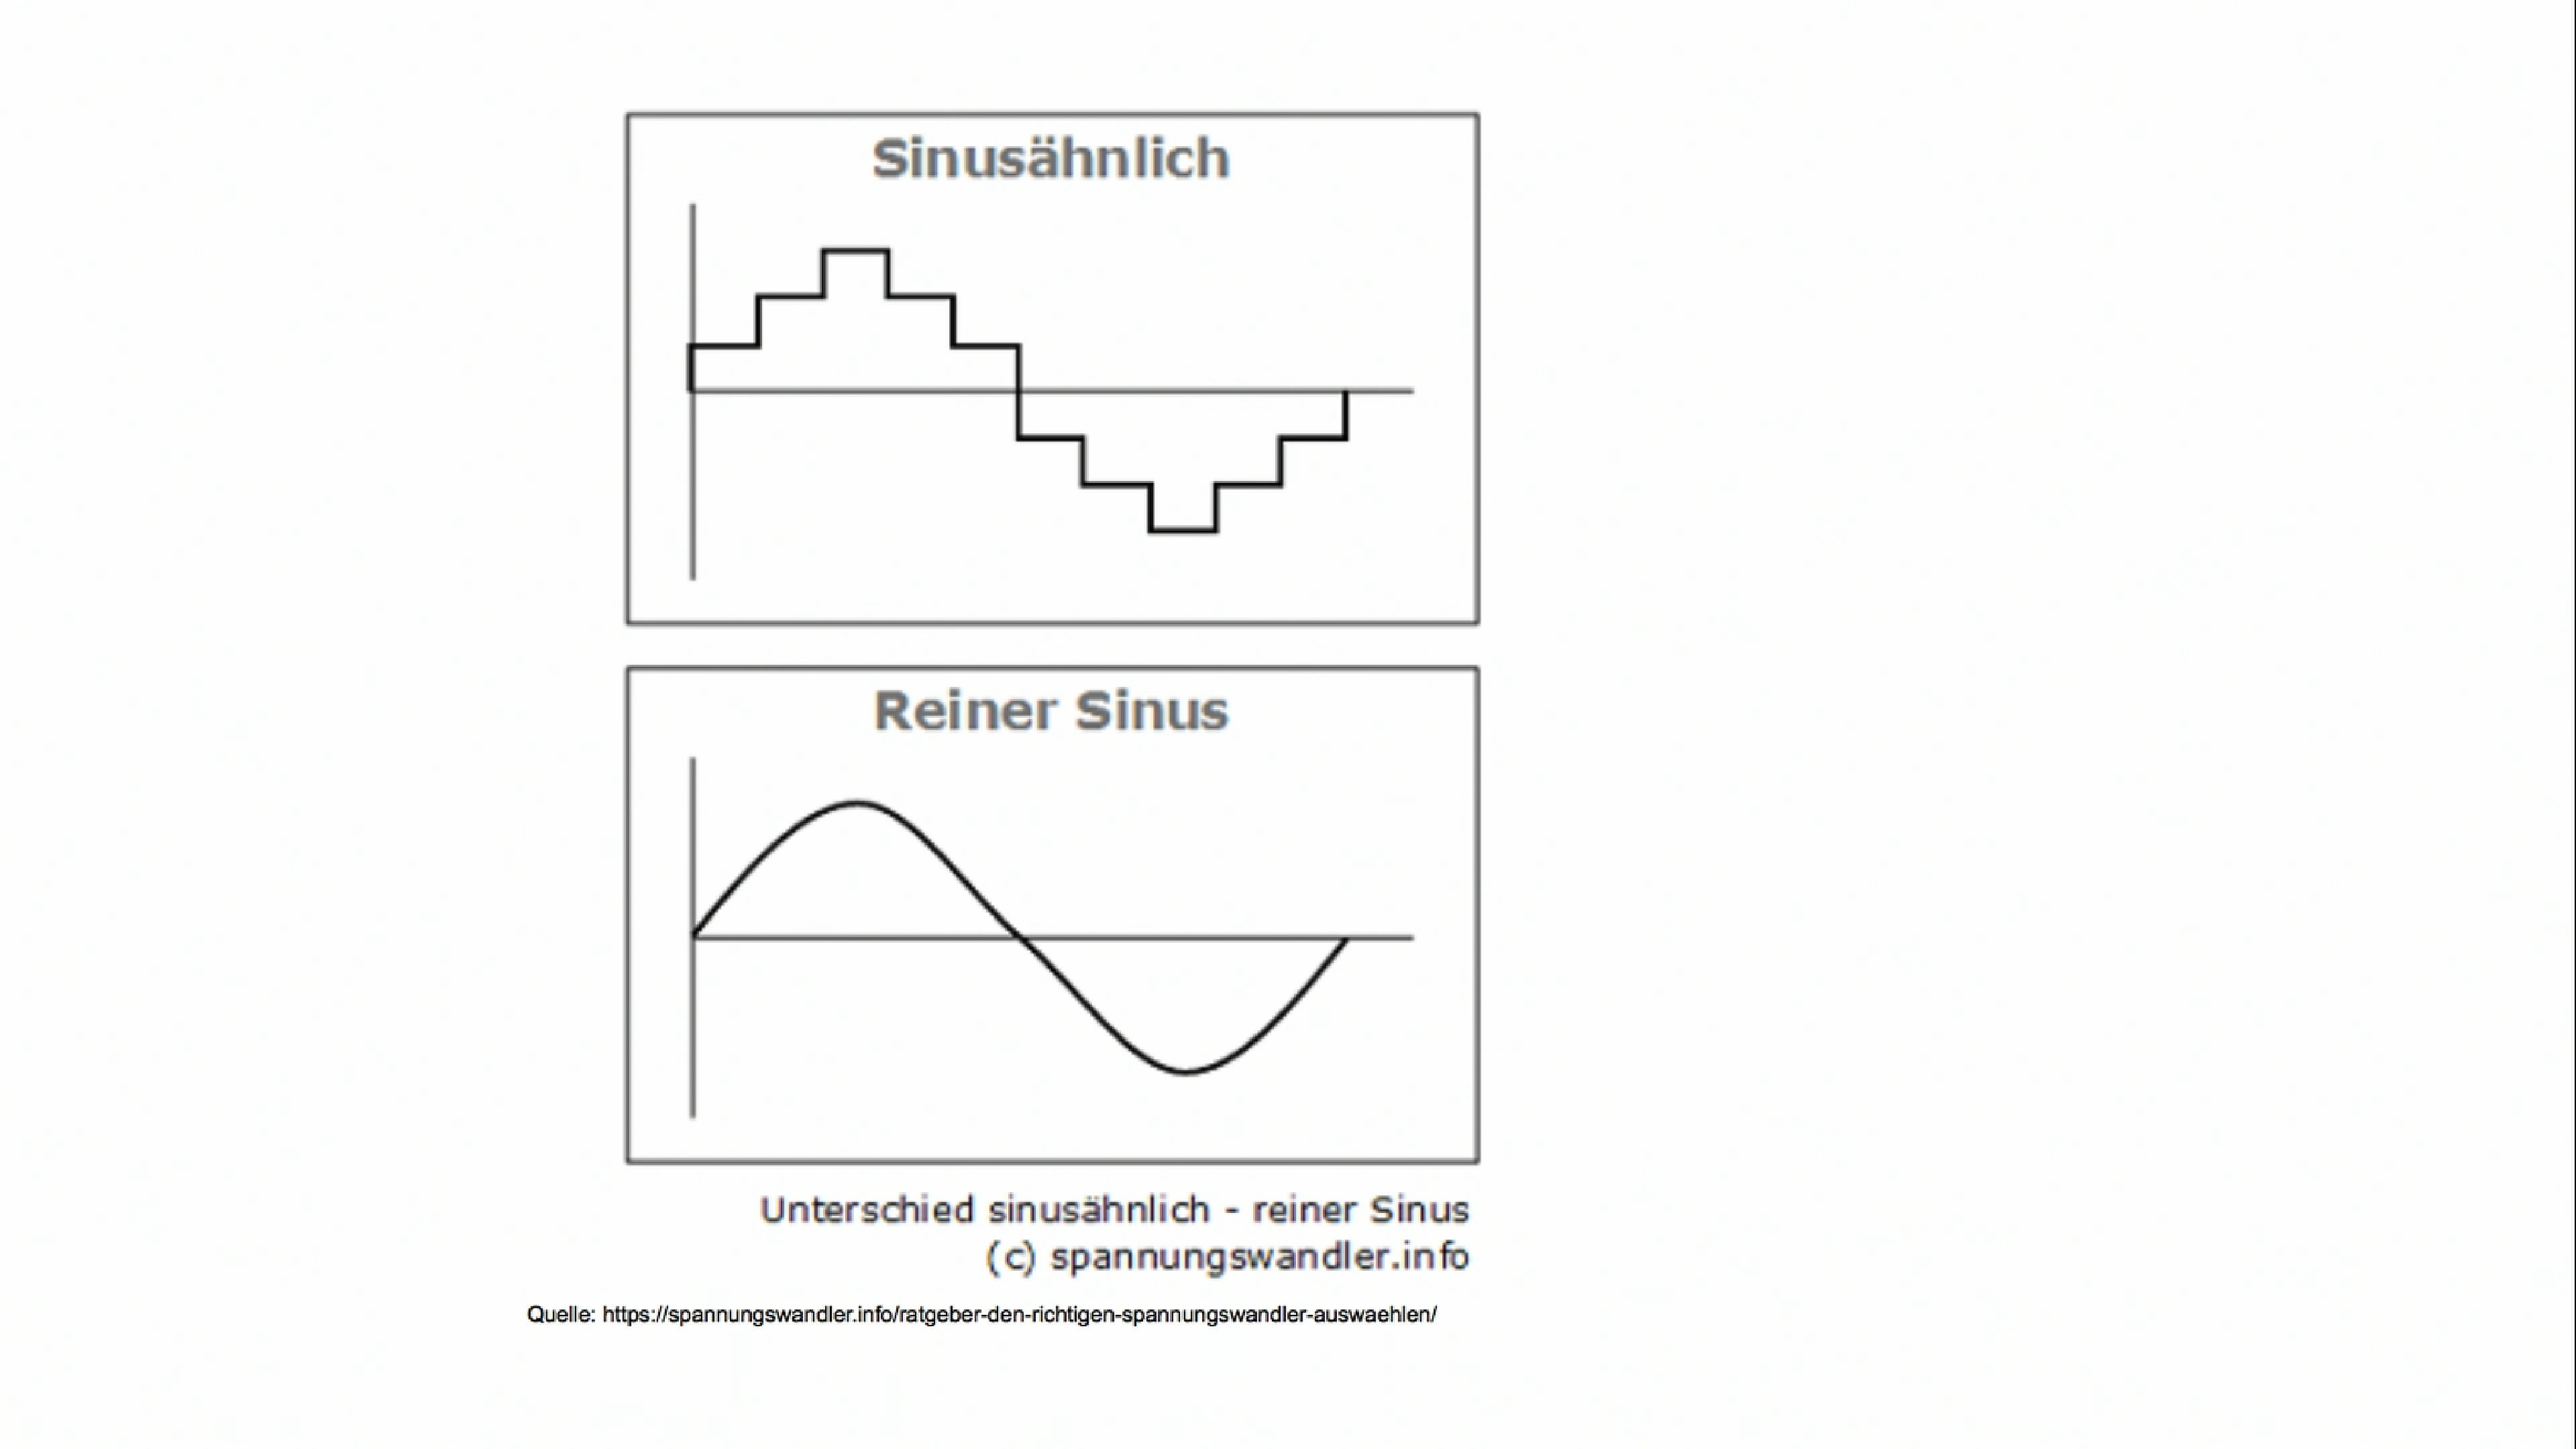 Sinusähnlich
Reiner Sinus
Unterschied sinusähnlich - reiner Sinus
(c) spannungswandler.info
Quelle: https://spannungswandler.info/ratgeber-den-richtigen-spannungswandler-auswaehlen/